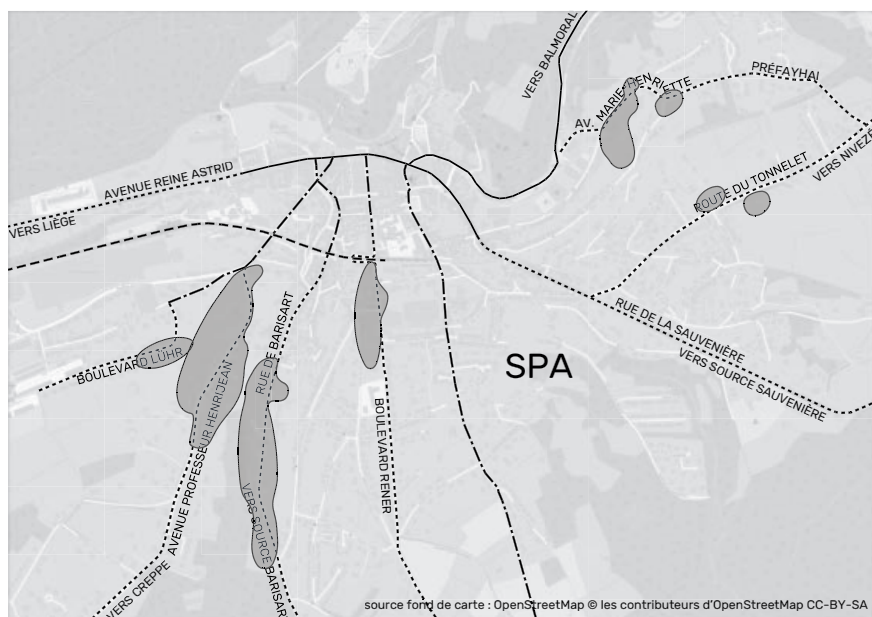 VERS BALMORAL
PRÉFAYHAI
AV. MARIE-HENRIETTE
VERS NIVEZÉ
ROUTE DU TONNELET
AVENUE REINE ASTRID
VERS LIÈGE
RUE DE LA SAUVENIÈRE
VERS SOURCE SAUVENIÈRE
SPA
BOULEVARD LÜHR
RUE DE BARISART
AVENUE PROFESSEUR HENRIJEAN
BOULEVARD RENER
VERS SOURCE BARISART
VERS CREPPE
source fond de carte : OpenStreetMap © les contributeurs d'OpenStreetMap CC-BY-SA